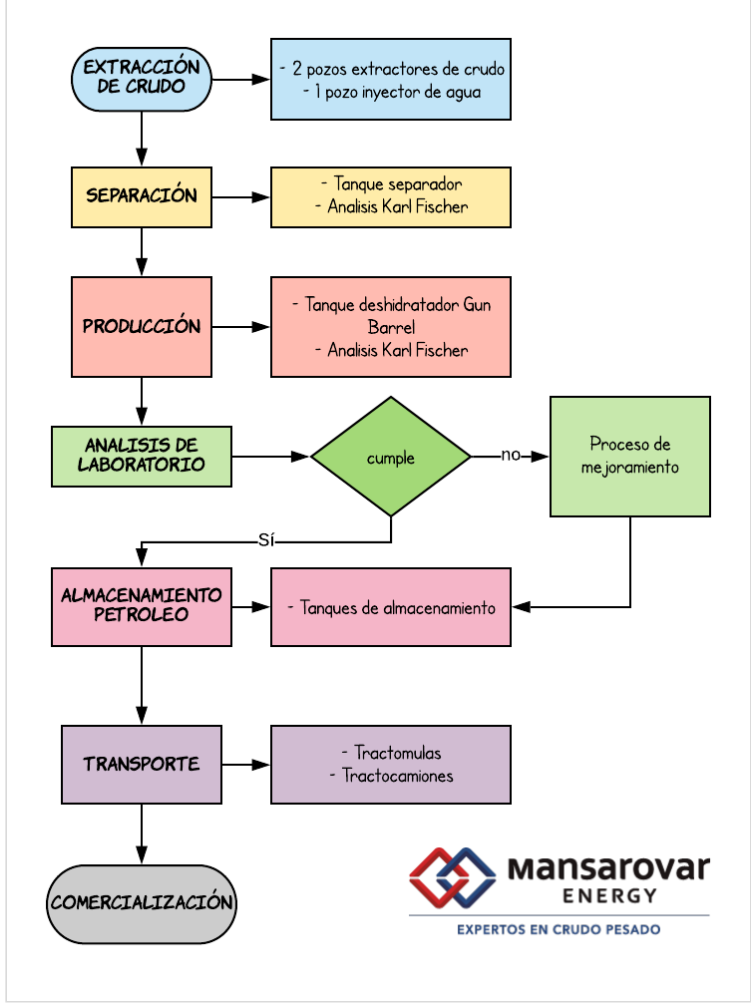 EXTRACCIÓN
DE CRUDO
- 2 pozos extractores de crudo
- 1 pozo inyector de agua
SEPARACIÓN
- Tanque separador
- Analisis Karl Fischer
PRODUCCIÓN
- Tanque deshidratador Gun
Barrel
- Analisis Karl Fischer
ANALISIS DE
LABORATORIO
cumple
no
Proceso de
mejoramiento
Sí
ALMACENAMIENTO
PETROLEO
- Tanques de almacenamiento
TRANSPORTE
- Tractomulas
- Tractocamiones
COMERCIALIZACIÓN
Mansarovar
ENERGY
EXPERTOS EN CRUDO PESADO